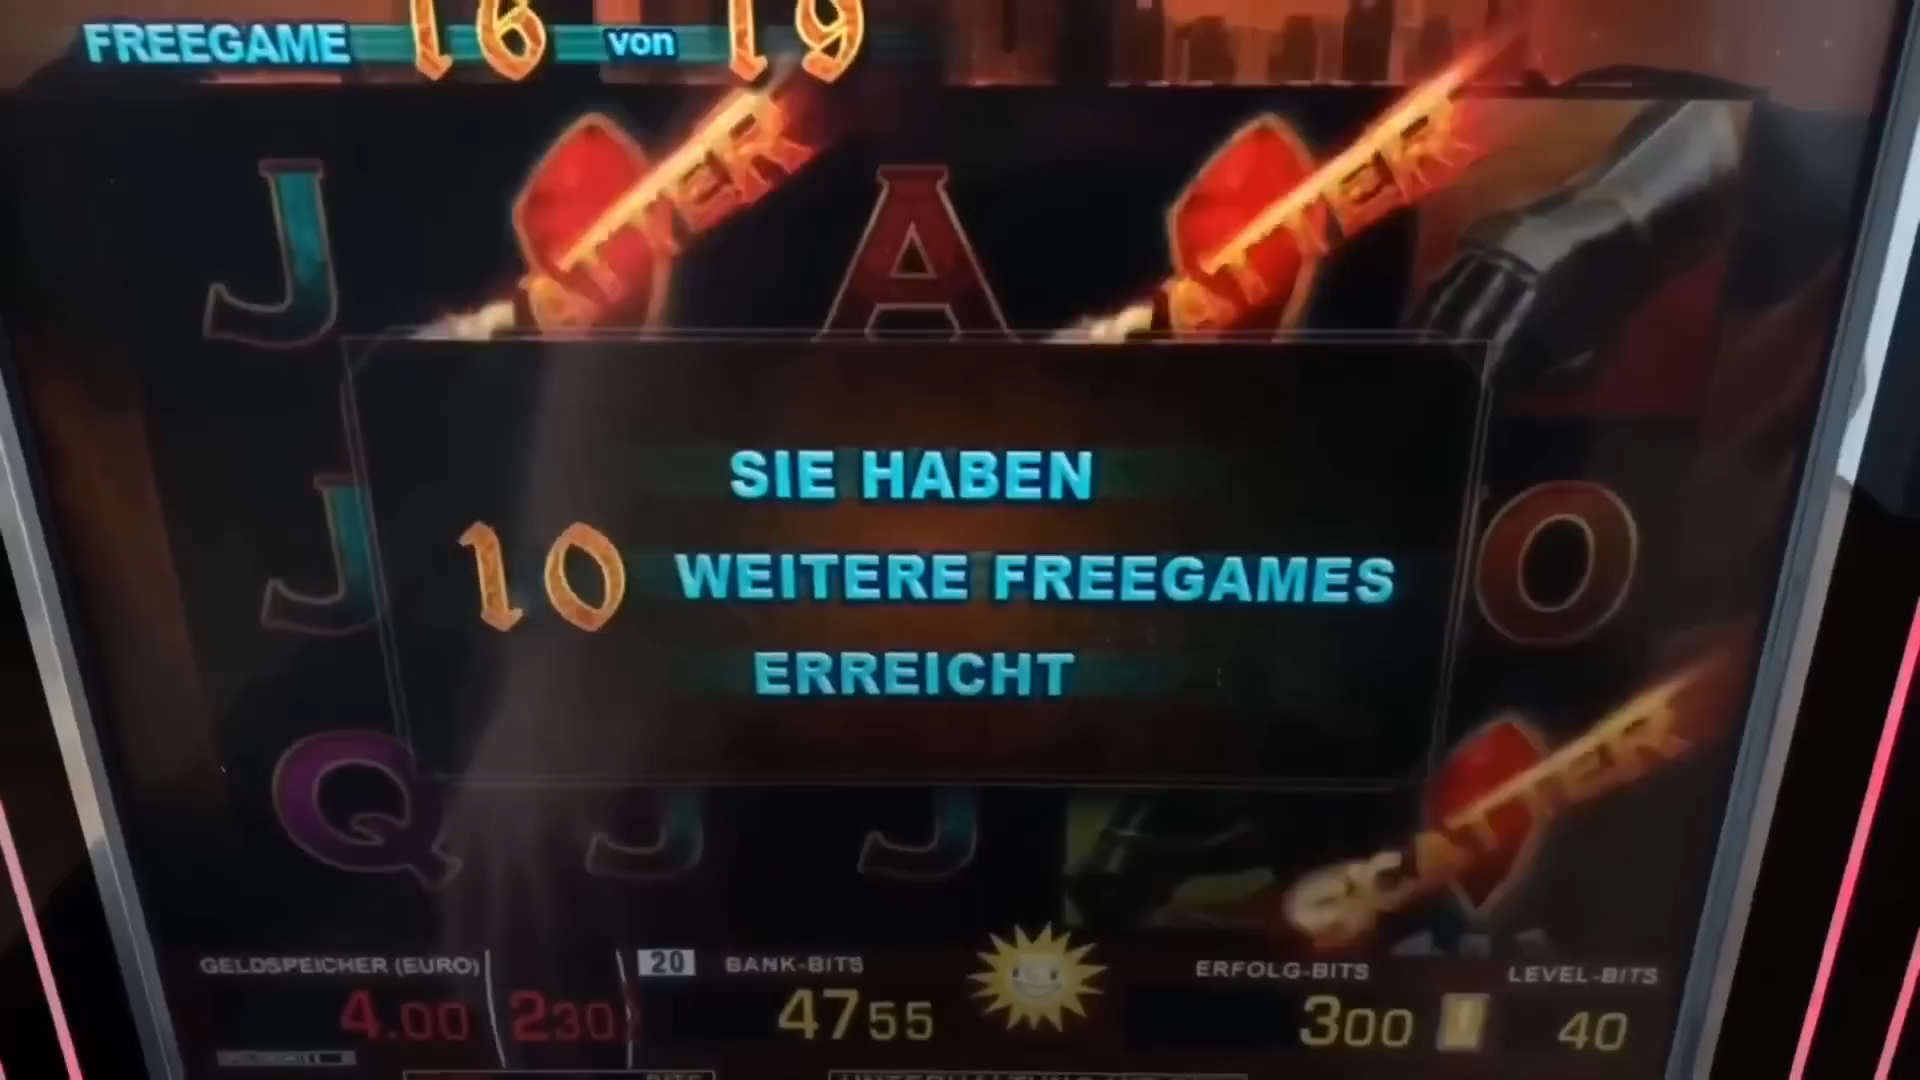 FREEGAME 16 von 19
J A
SCATTER
SIE HABEN
J 10 WEITERE FREEGAMES O
ERREICHT
Q J J SCATTER
GELDSPEICHER (EURO) 20 BANK-BITS ERFOLG-BITS LEVEL-BITS
4.00 230 4755 300 40